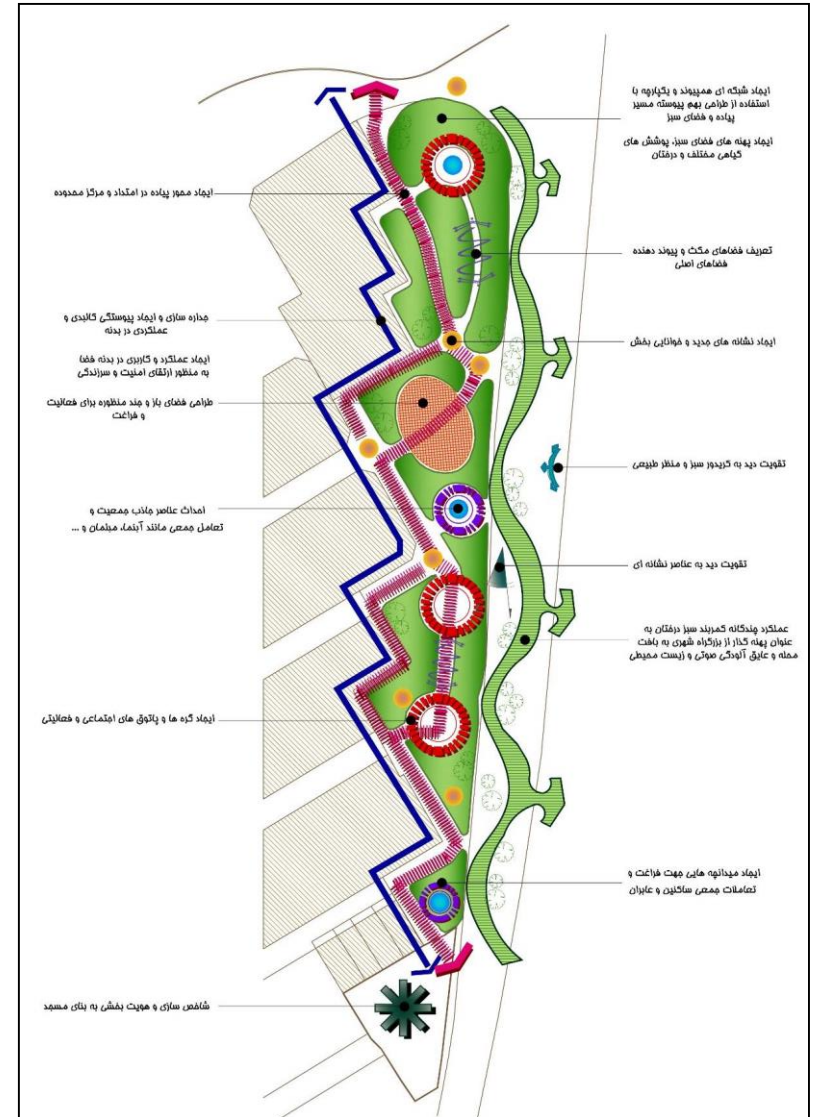 ایجاد شبکه ای همپیوند و یکپارچه با
استفاده از طراحی بهم پیوسته مسیر
پیاده و فضای سبز
ایجاد پهنه های فضای سبز، پوشش های
گیاهی مختلف و درختان
تعریف فضاهای مکث و پیوند دهنده
فضاهای اصلی
ایجاد نشانه های جدید و خوانایی بخش
تقویت دید به کریدور سبز و منظر طبیعی
تقویت دید به عناصر نشانه ای
عملکرد چندگانه کمربند سبز درختان به
عنوان پهنه گذار از بزرگراه شهری به بافت
محله و عایق آلودگی صوتی و زیست محیطی
ایجاد میدانچه هایی جهت فراغت و
تعاملات جمعی ساکنین و عابران
ایجاد محور پیاده در امتداد و مرکز محدوده
جداره سازی و ایجاد پیوستگی کالبدی و
عملکردی در بدنه
ایجاد عملکرد و کاربری در بدنه فضا
به منظور ارتقای امنیت و سرزندگی
طراحی فضای باز و چند منظوره برای فعالیت
و فراغت
احداث عناصر جاذب جمعیت و
تعامل جمعی مانند آبنما، مبلمان و ...
ایجاد گره ها و پاتوق های اجتماعی و فعالیتی
شاخص سازی و هویت بخشی به بنای مسجد